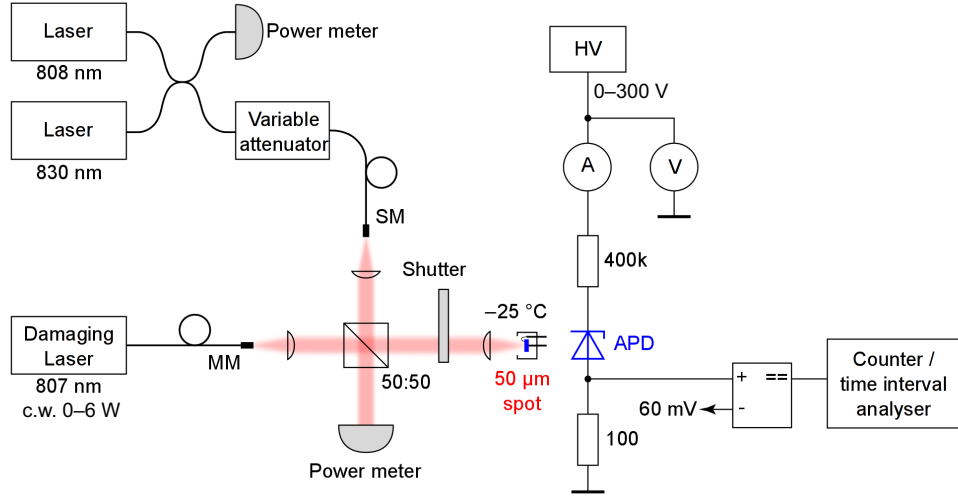 Laser
808 nm
Power meter
Laser
830 nm
Variable
attenuator
SM
Shutter
Damaging
Laser
807 nm
c.w. 0–6 W
MM
50:50
Power meter
–25 °C
50 µm
spot
HV
0–300 V
A
V
400k
APD
100
60 mV
+
-
==
Counter /
time interval
analyser